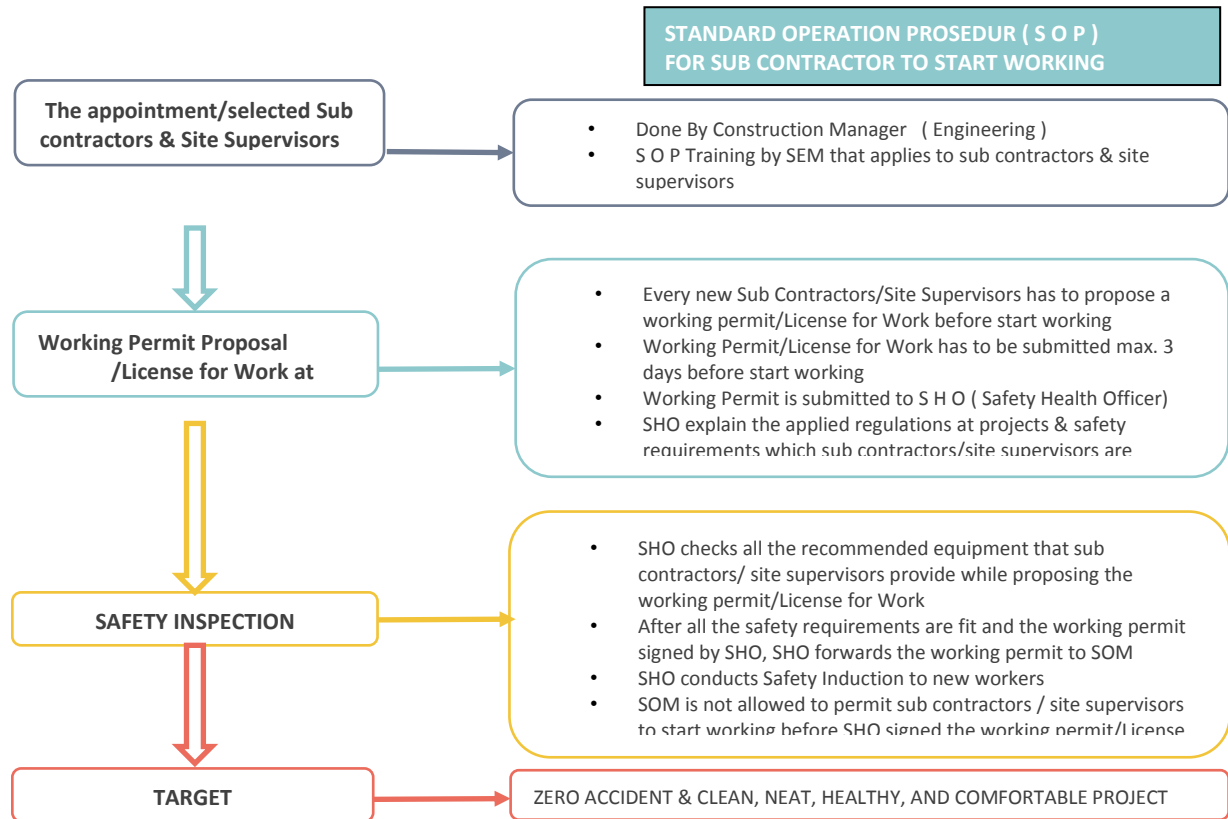 STANDARD OPERATION PROSEDUR ( S O P )
FOR SUB CONTRACTOR TO START WORKING
The appointment/selected Sub
contractors & Site Supervisors
• Done By Construction Manager ( Engineering )
• S O P Training by SEM that applies to sub contractors & site
supervisors
Working Permit Proposal
/License for Work at
• Every new Sub Contractors/Site Supervisors has to propose a
working permit/License for Work before start working
• Working Permit/License for Work has to be submitted max. 3
days before start working
• Working Permit is submitted to S H O ( Safety Health Officer)
• SHO explain the applied regulations at projects & safety
requirements which sub contractors/site supervisors are
SAFETY INSPECTION
• SHO checks all the recommended equipment that sub
contractors/ site supervisors provide while proposing the
working permit/License for Work
• After all the safety requirements are fit and the working permit
signed by SHO, SHO forwards the working permit to SOM
• SHO conducts Safety Induction to new workers
• SOM is not allowed to permit sub contractors / site supervisors
to start working before SHO signed the working permit/License
TARGET
ZERO ACCIDENT & CLEAN, NEAT, HEALTHY, AND COMFORTABLE PROJECT